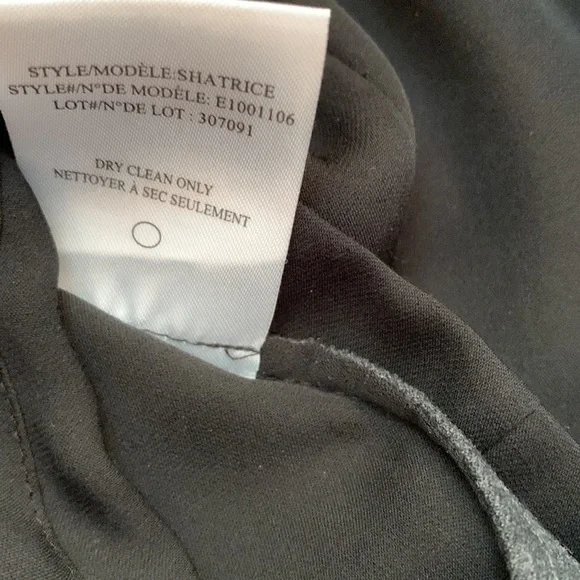 STYLE/MODÈLE:SHATRICE
STYLE#/N°DE MODÈLE: E1001106
LOT#/N°DE LOT : 307091
DRY CLEAN ONLY
NETTOYER À SEC SEULEMENT